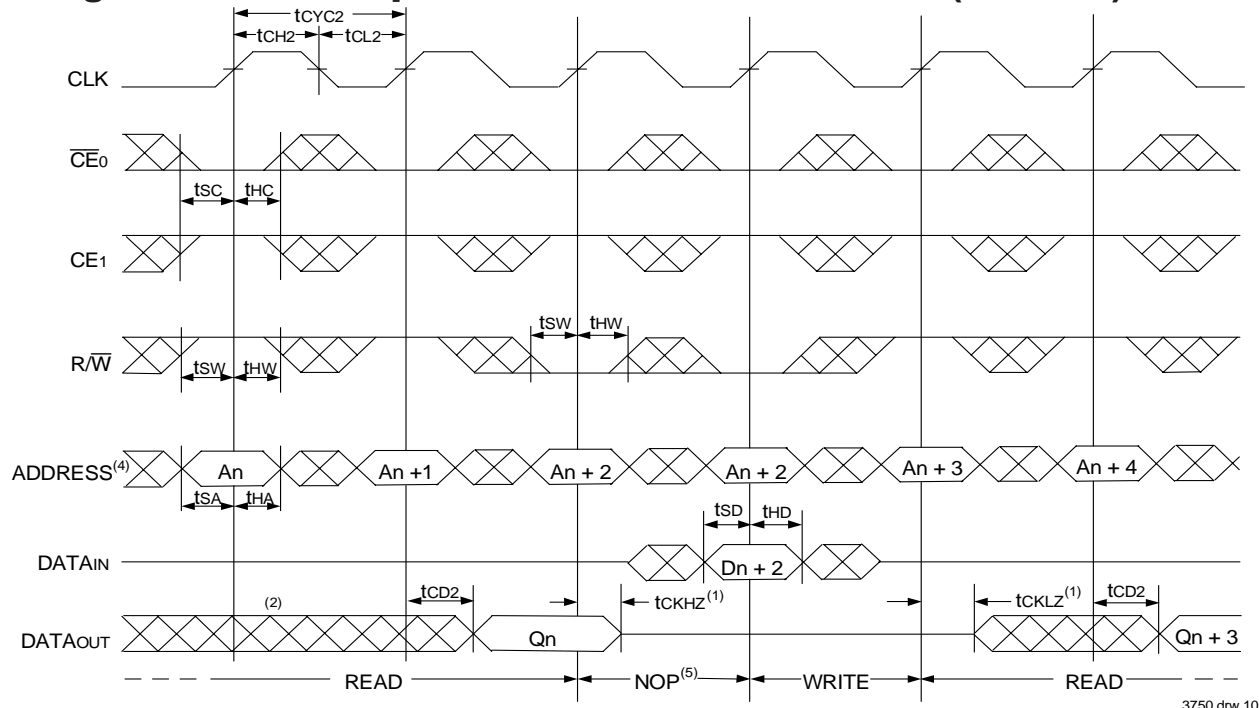 tCYC2
tCH2 tCL2
CLK
CE0
tSC tHC
CE1
tSW tHW
R/W
tSW tHW
ADDRESS(4) An An +1 An + 2 An + 2 An + 3 An + 4
tSA tHA
tSD tHD
DATAIN Dn + 2
(2) tCD2 tCKHZ(1) tCKLZ(1) tCD2
DATAOUT Qn Qn + 3
READ NOP(5) WRITE READ
3750 drw 10